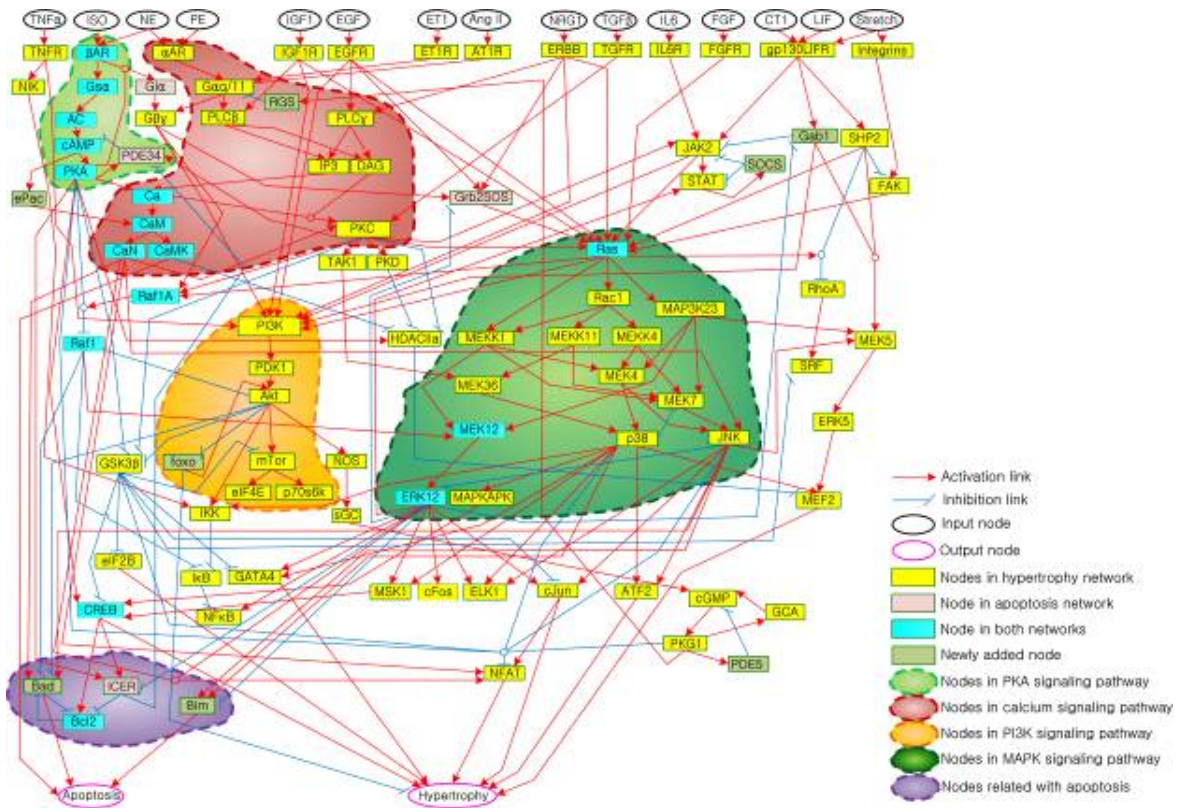 TNFα ISO NE PE IGF1 EGF ET1 Ang II NRG1 TGFβ IL6 FGF CT1 LIF Stretch
TNFR βAR αAR IGF1R EGFR ET1R AT1R ERBB TGFR IL6R FGFR gp130LIFR Integrins
NIK Gsα Giα Gαq/11
RGS
AC Gβγ PLCβ PLCγ
cAMP PDE34 JAK2 Gab1 SHP2
PKA IP3 DAG SOCS
STAT FAK
ePac Ca Grb2SOS
CaM PKC
CaN CaMK TAK1 PKD Ras
Raf1A Rac1 RhoA
MAP3K23
PI3K
Raf1 HDACIIa MEKK1 MEKK11 MEKK4 MEK5
PDK1 SRF
MEK4
Akt MEK36
MEK7
ERK5
MEK12 p38 JNK
GSK3β foxo mTor NOS
eIF4E p70s6k ERK12 MAPKAPK MEF2
IKK sGC
eIF2B
IkB GATA4
MSK1 cFos ELK1 cJun ATF2 cGMP
CREB NFκB GCA
PKG1
NFAT PDE5
Bad ICER
Bim
Bcl2
Apoptosis Hypertrophy
Activation link
Inhibition link
Input node
Output node
Nodes in hypertrophy network
Node in apoptosis network
Node in both networks
Newly added node
Nodes in PKA signaling pathway
Nodes in calcium signaling pathway
Nodes in PI3K signaling pathway
Nodes in MAPK signaling pathway
Nodes related with apoptosis